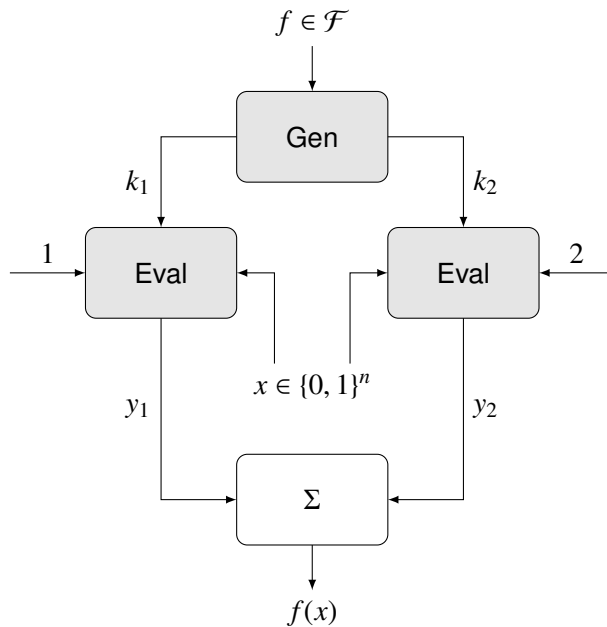 f ∈ ℱ
Gen
k₁
k₂
1
Eval
Eval
2
x ∈ {0, 1}ⁿ
y₁
y₂
Σ
f(x)